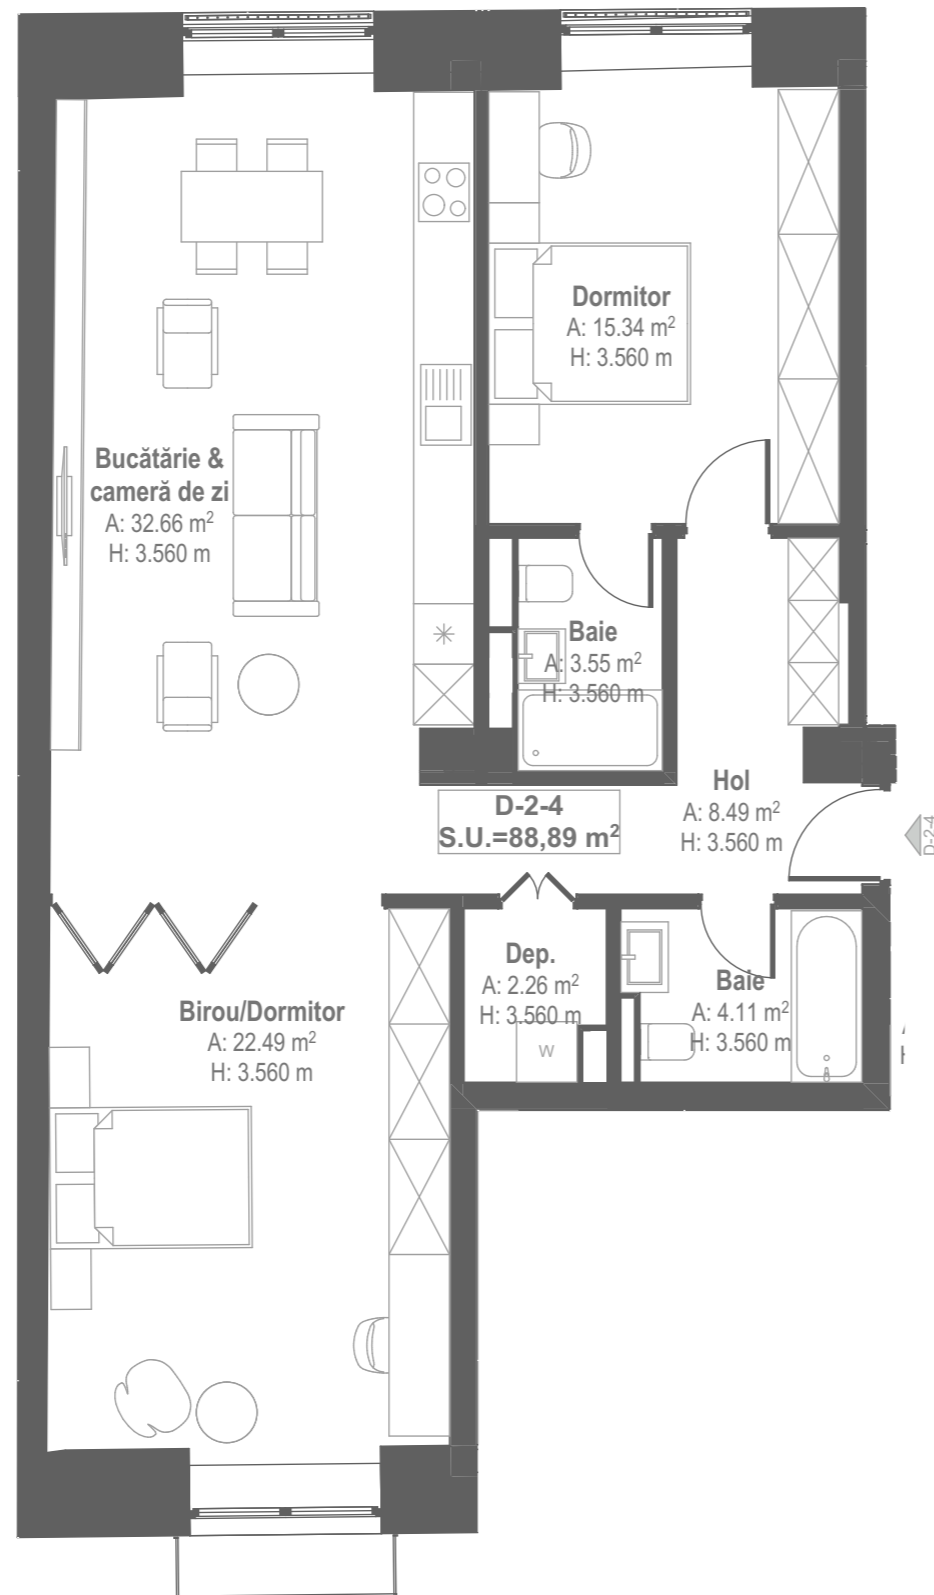 Dormitor
A: 15.34 m²
H: 3.560 m
Bucătărie &
cameră de zi
A: 32.66 m²
H: 3.560 m
Baie
A: 3.55 m²
H: 3.560 m
D-2-4
S.U.=88,89 m²
Hol
A: 8.49 m²
H: 3.560 m
D-2-4
Dep.
A: 2.26 m²
H: 3.560 m
W
Baie
A: 4.11 m²
H: 3.560 m
Birou/Dormitor
A: 22.49 m²
H: 3.560 m